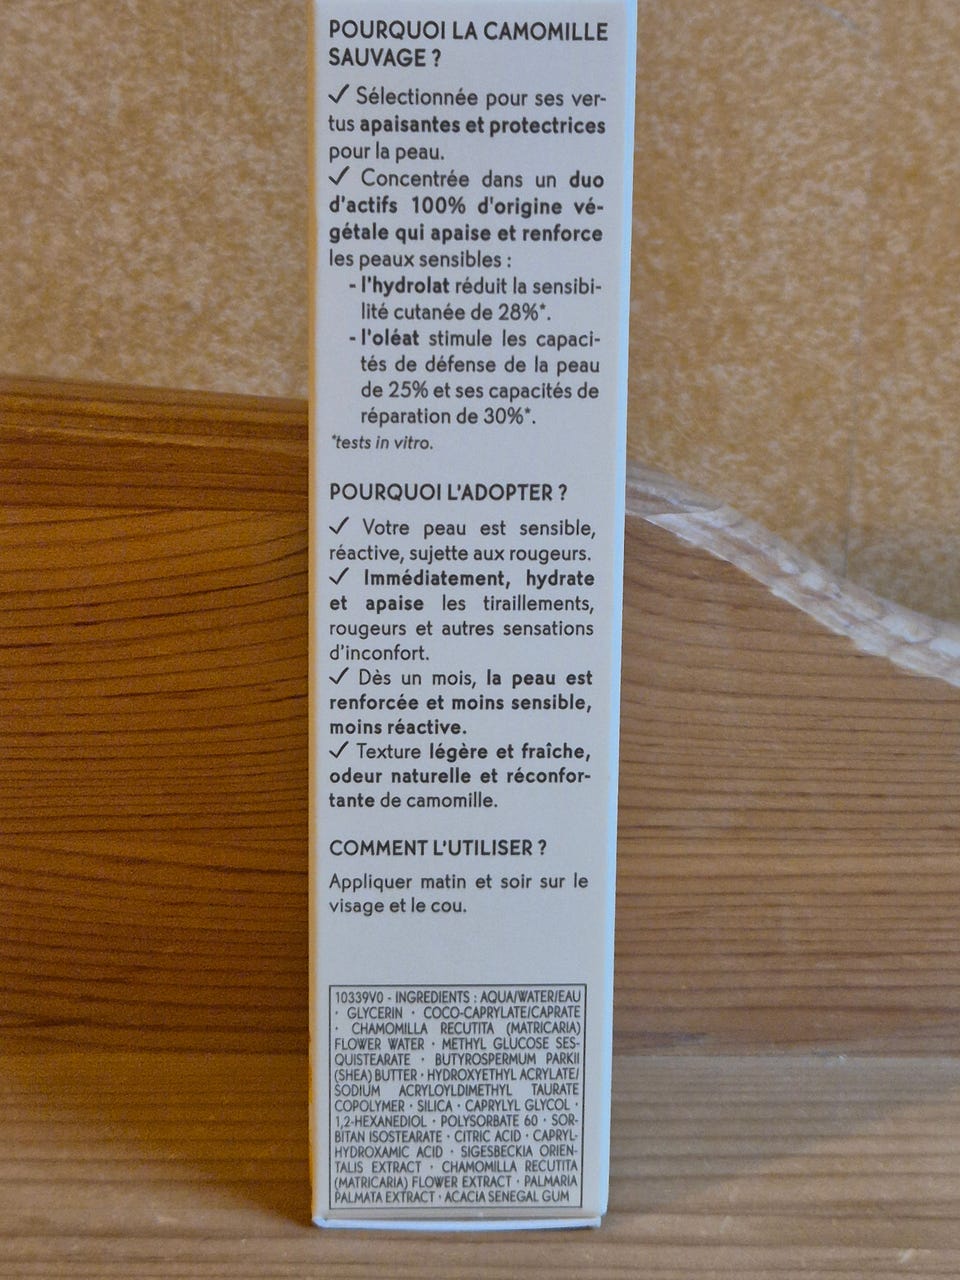 POURQUOI LA CAMOMILLE
SAUVAGE ?
✓ Sélectionnée pour ses ver-
tus apaisantes et protectrices
pour la peau.
✓ Concentrée dans un duo
d'actifs 100% d'origine vé-
gétale qui apaise et renforce
les peaux sensibles :
- l'hydrolat réduit la sensibi-
lité cutanée de 28%*.
- l'oléat stimule les capaci-
tés de défense de la peau
de 25% et ses capacités de
réparation de 30%*.
*tests in vitro.
POURQUOI L'ADOPTER ?
✓ Votre peau est sensible,
réactive, sujette aux rougeurs.
✓ Immédiatement, hydrate
et apaise les tiraillements,
rougeurs et autres sensations
d'inconfort.
✓ Dès un mois, la peau est
renforcée et moins sensible,
moins réactive.
✓ Texture légère et fraîche,
odeur naturelle et réconfor-
tante de camomille.
COMMENT L'UTILISER ?
Appliquer matin et soir sur le
visage et le cou.
10339V0 - INGREDIENTS : AQUA/WATER/EAU
· GLYCERIN · COCO-CAPRYLATE/CAPRATE
· CHAMOMILLA RECUTITA (MATRICARIA)
FLOWER WATER · METHYL GLUCOSE SES-
QUISTEARATE · BUTYROSPERMUM PARKII
(SHEA) BUTTER · HYDROXYETHYL ACRYLATE/
SODIUM ACRYLOYLDIMETHYL TAURATE
COPOLYMER · SILICA · CAPRYLYL GLYCOL ·
1,2-HEXANEDIOL · POLYSORBATE 60 · SOR-
BITAN ISOSTEARATE · CITRIC ACID · CAPRYL-
HYDROXAMIC ACID · SIGESBECKIA ORIEN-
TALIS EXTRACT · CHAMOMILLA RECUTITA
(MATRICARIA) FLOWER EXTRACT · PALMARIA
PALMATA EXTRACT · ACACIA SENEGAL GUM